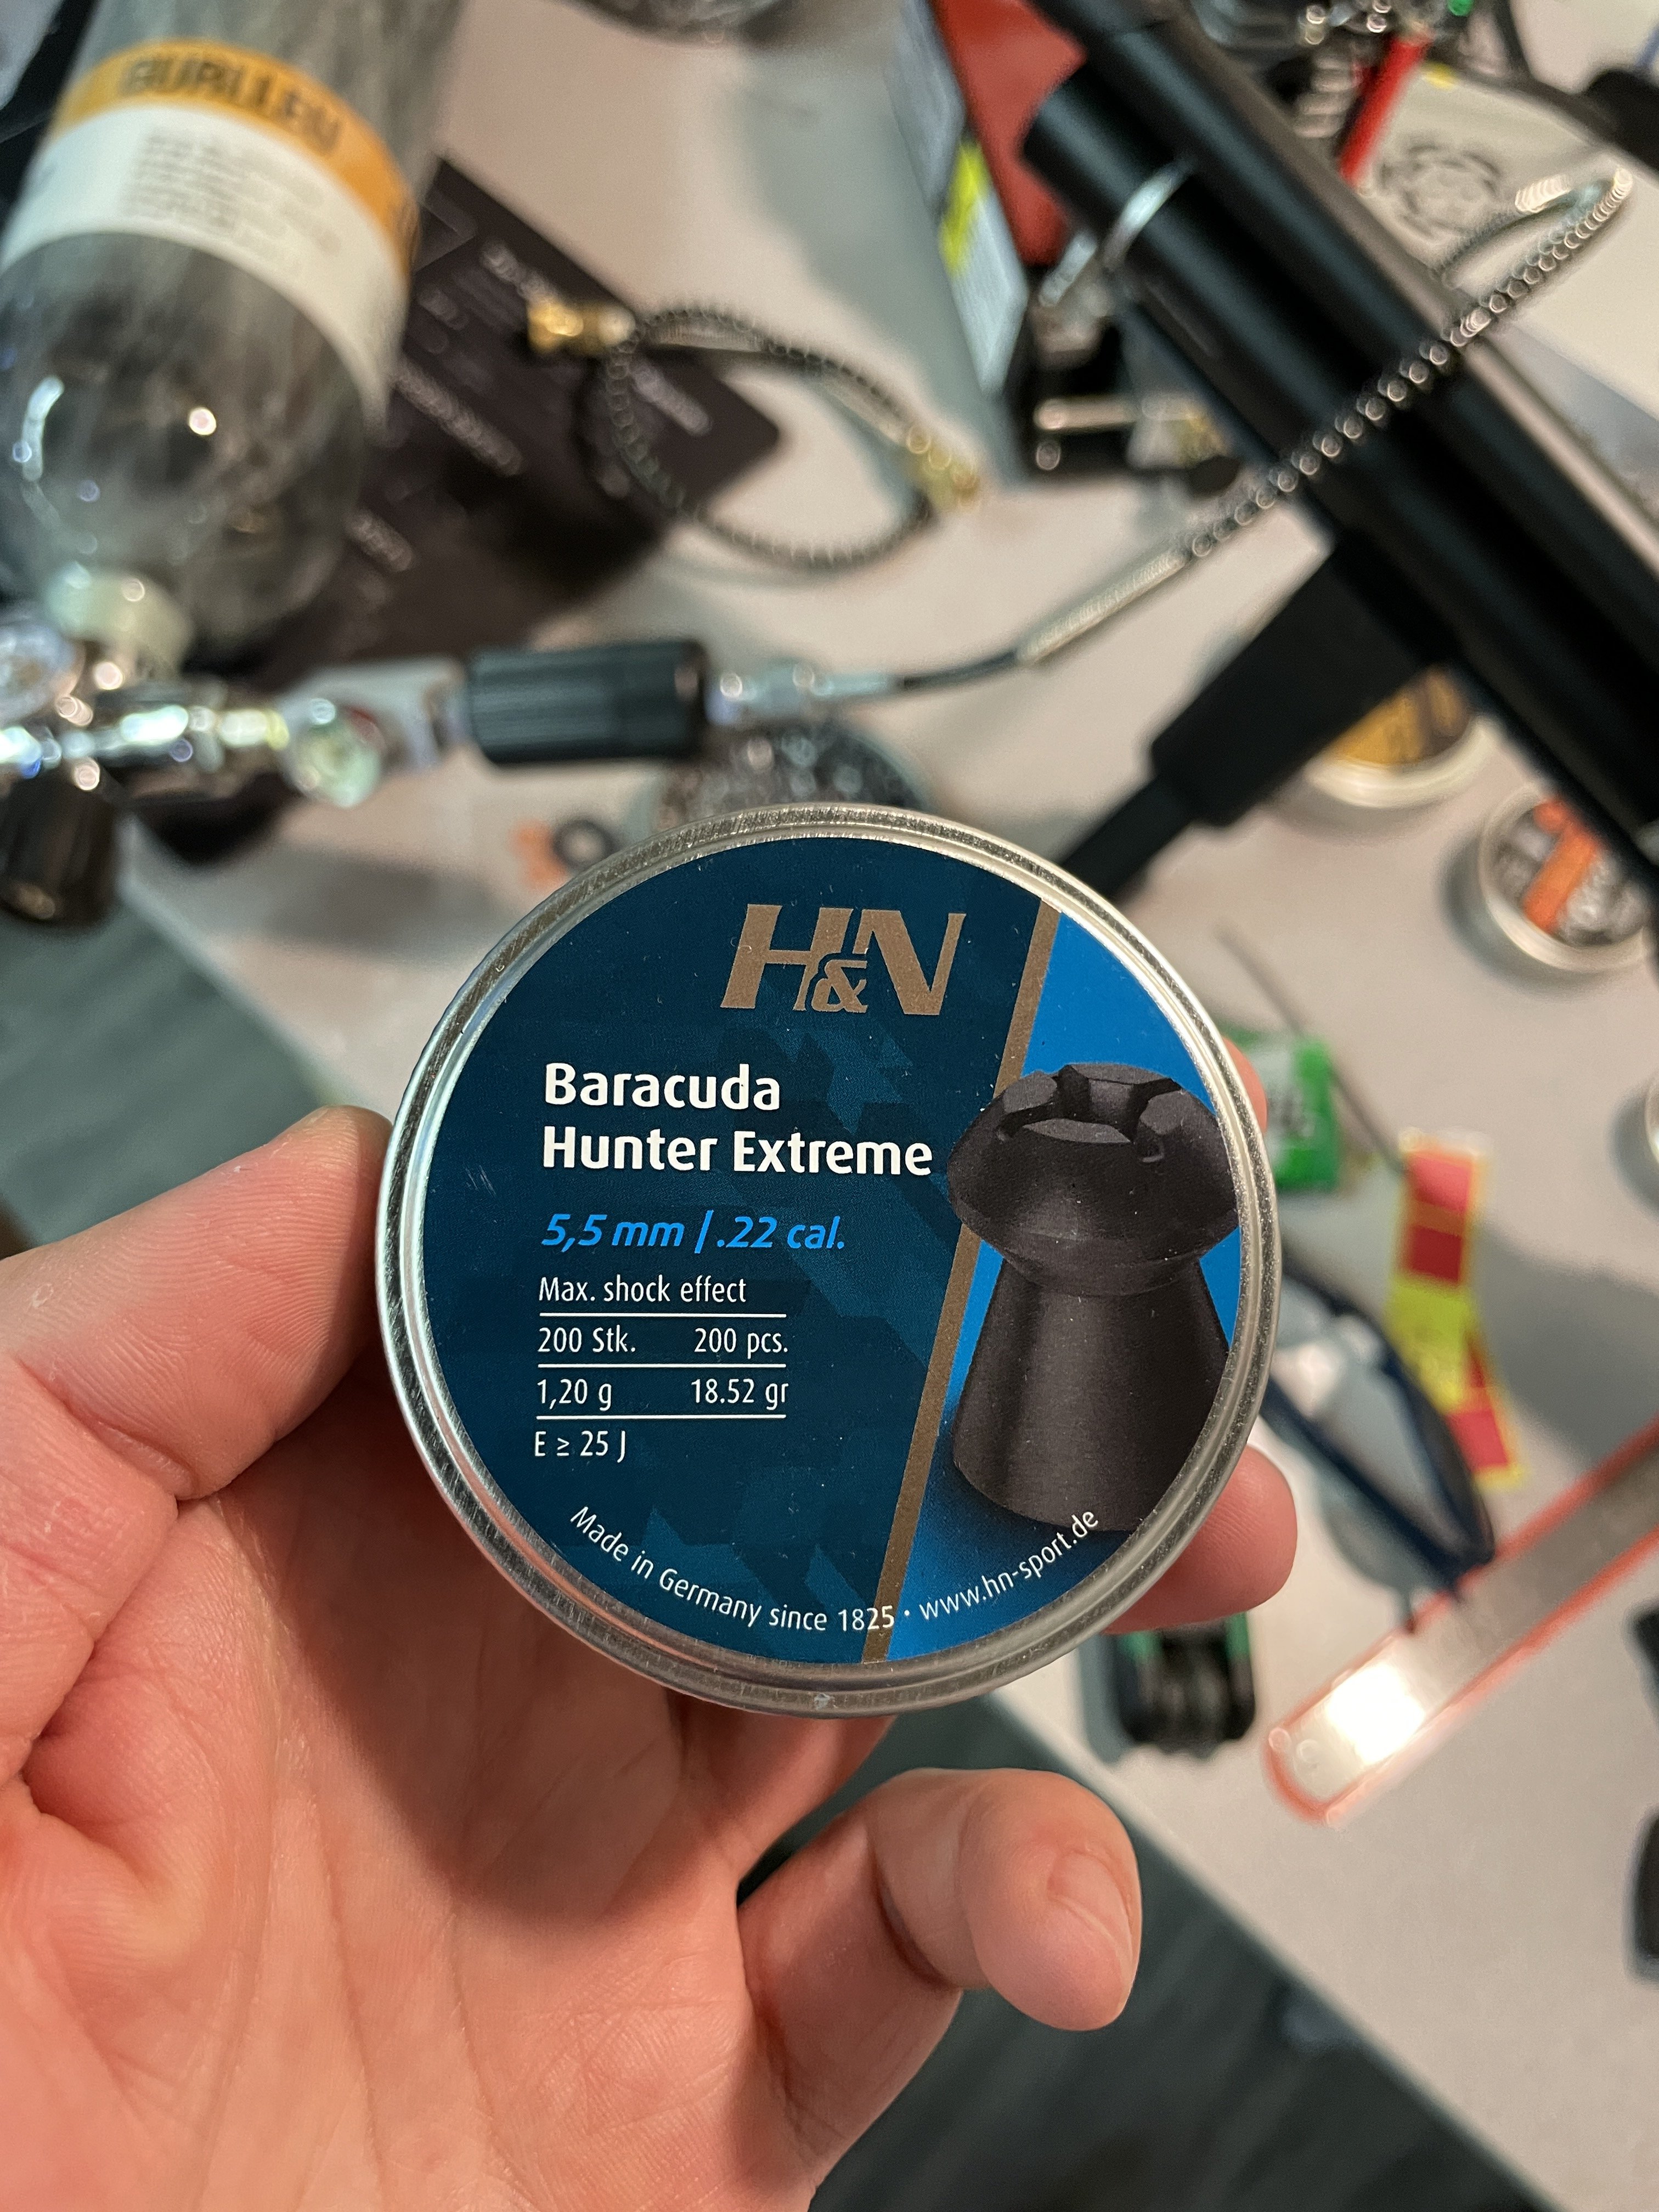 H&N
Baracuda
Hunter Extreme
5,5 mm / .22 cal.
Max. shock effect
200 Stk. 200 pcs.
1,20 g 18.52 gr
E ≥ 25 J
Made in Germany since 1825 • www.hn-sport.de